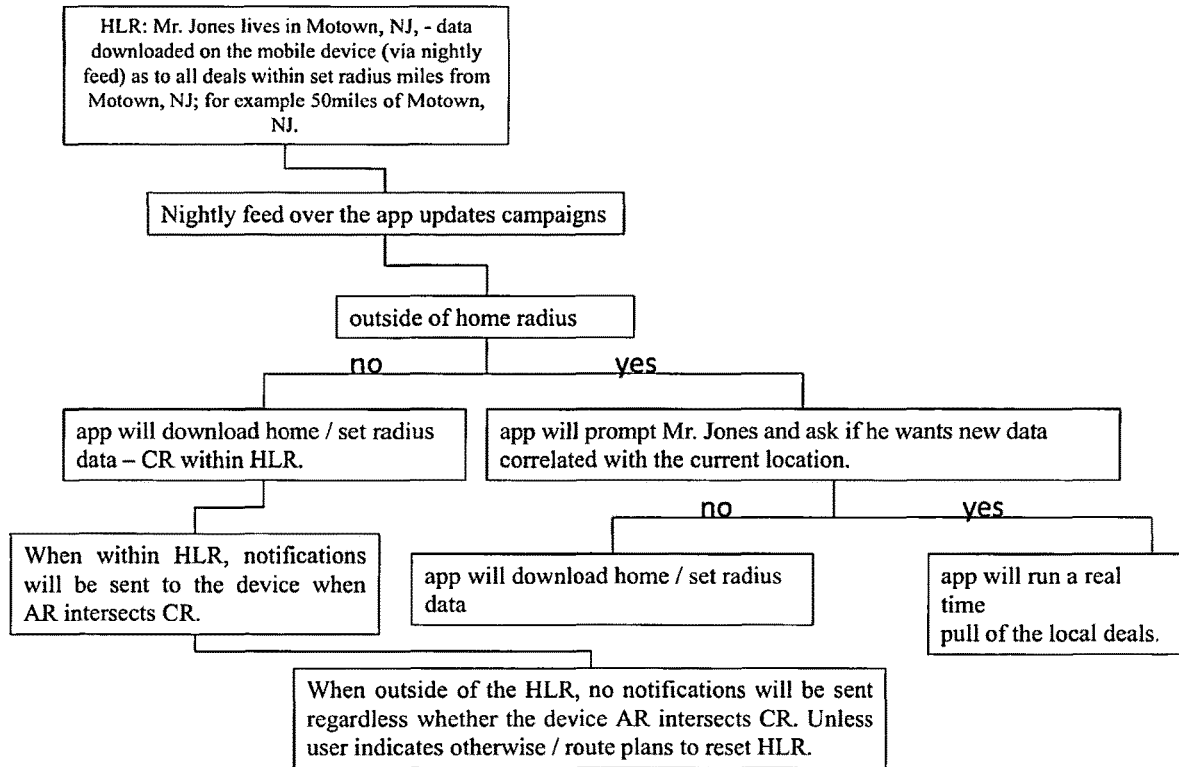 HLR: Mr. Jones lives in Motown, NJ, - data
downloaded on the mobile device (via nightly
feed) as to all deals within set radius miles from
Motown, NJ; for example 50miles of Motown,
NJ.
Nightly feed over the app updates campaigns
outside of home radius
no
yes
app will download home / set radius
data – CR within HLR.
app will prompt Mr. Jones and ask if he wants new data
correlated with the current location.
no
yes
When within HLR, notifications
will be sent to the device when
AR intersects CR.
app will download home / set radius
data
app will run a real
time
pull of the local deals.
When outside of the HLR, no notifications will be sent
regardless whether the device AR intersects CR. Unless
user indicates otherwise / route plans to reset HLR.